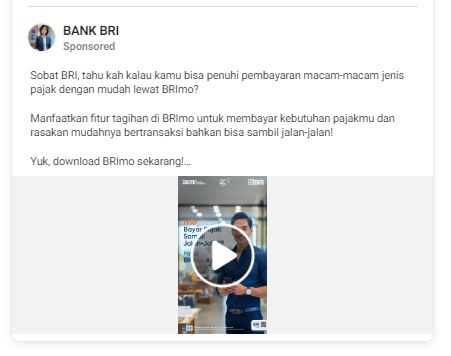 BANK BRI
Sponsored
Sobat BRI, tahu kah kalau kamu bisa penuhi pembayaran macam-macam jenis
pajak dengan mudah lewat BRImo?
Manfaatkan fitur tagihan di BRImo untuk membayar kebutuhan pajakmu dan
rasakan mudahnya bertransaksi bahkan bisa sambil jalan-jalan!
Yuk, download BRImo sekarang!...
BRI
Bayar Pajak
Sambil
Jalan-Jalan?